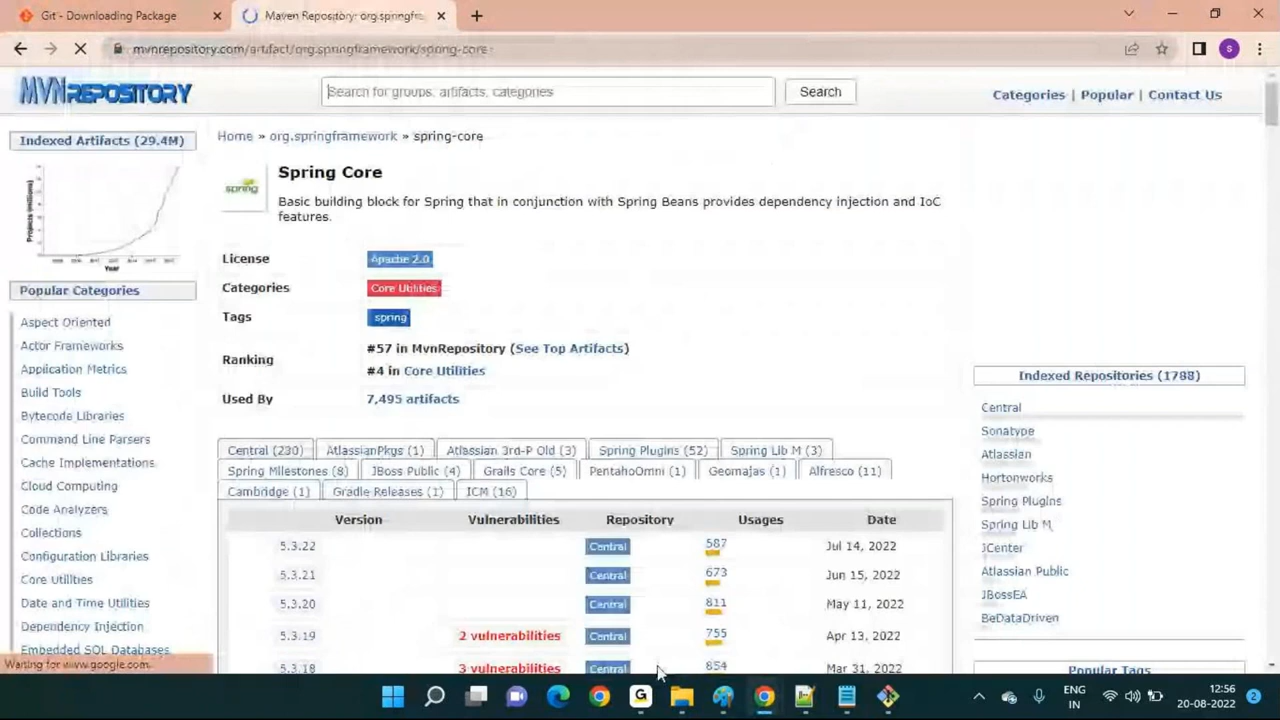 Git - Downloading Package
Maven Repository: org.springfra
mvnrepository.com/artifact/org.springframework/spring-core
S
MVNREPOSITORY
Search for groups, artifacts, categories
Search
Categories | Popular | Contact Us
Indexed Artifacts (29.4M)
Projects (millions)
Year
Popular Categories
Aspect Oriented
Actor Frameworks
Application Metrics
Build Tools
Bytecode Libraries
Command Line Parsers
Cache Implementations
Cloud Computing
Code Analyzers
Collections
Configuration Libraries
Core Utilities
Date and Time Utilities
Dependency Injection
Embedded SQL Databases
Waiting for www.google.com...
Home » org.springframework » spring-core
spring
Spring Core
Basic building block for Spring that in conjunction with Spring Beans provides dependency injection and IoC
features.
License Apache 2.0
Categories Core Utilities
Tags spring
Ranking #57 in MvnRepository (See Top Artifacts)
#4 in Core Utilities
Used By 7,495 artifacts
Central (230) AtlassianPkgs (1) Atlassian 3rd-P Old (3) Spring Plugins (52) Spring Lib M (3)
Spring Milestones (8) JBoss Public (4) Grails Core (5) PentahoOmni (1) Geomajas (1) Alfresco (11)
Cambridge (1) Gradle Releases (1) ICM (16)
Version Vulnerabilities Repository Usages Date
5.3.22 Central 587 Jul 14, 2022
5.3.21 Central 673 Jun 15, 2022
5.3.20 Central 811 May 11, 2022
5.3.19 2 vulnerabilities Central 755 Apr 13, 2022
5.3.18 3 vulnerabilities Central 854 Mar 31, 2022
Indexed Repositories (1788)
Central
Sonatype
Atlassian
Hortonworks
Spring Plugins
Spring Lib M
JCenter
Atlassian Public
JBossEA
BeDataDriven
Popular Tags
G
ENG
IN
12:56
20-08-2022
2